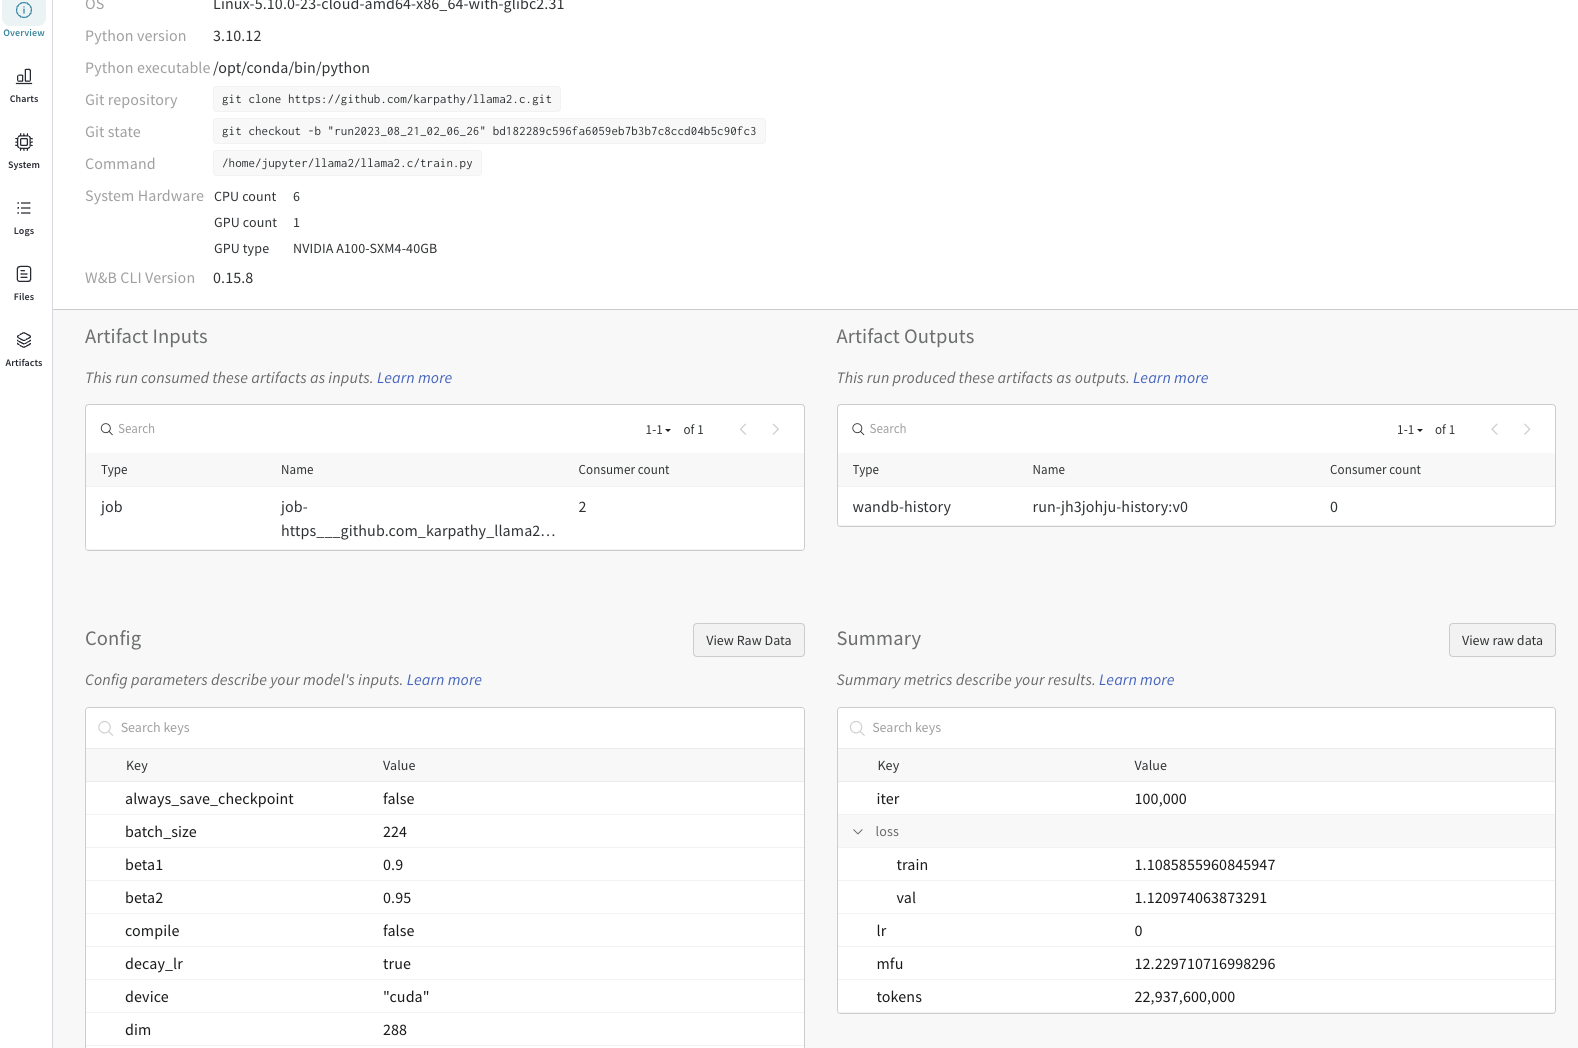 Overview
Charts
System
Logs
Files
Artifacts
OS Linux-5.10.0-23-cloud-amd64-x86_64-with-glibc2.31
Python version 3.10.12
Python executable /opt/conda/bin/python
Git repository git clone https://github.com/karpathy/llama2.c.git
Git state git checkout -b "run2023_08_21_02_06_26" bd182289c596fa6059eb7b3b7c8ccd04b5c90fc3
Command /home/jupyter/llama2/llama2.c/train.py
System Hardware CPU count 6
GPU count 1
GPU type NVIDIA A100-SXM4-40GB
W&B CLI Version 0.15.8
Artifact Inputs
This run consumed these artifacts as inputs. Learn more
Search 1-1 of 1
Type Name Consumer count
job job- 2
https___github.com_karpathy_llama2...
Artifact Outputs
This run produced these artifacts as outputs. Learn more
Search 1-1 of 1
Type Name Consumer count
wandb-history run-jh3johju-history:v0 0
Config View Raw Data
Config parameters describe your model's inputs. Learn more
Search keys
Key Value
always_save_checkpoint false
batch_size 224
beta1 0.9
beta2 0.95
compile false
decay_lr true
device "cuda"
dim 288
Summary View raw data
Summary metrics describe your results. Learn more
Search keys
Key Value
iter 100,000
loss
train 1.1085855960845947
val 1.120974063873291
lr 0
mfu 12.229710716998296
tokens 22,937,600,000